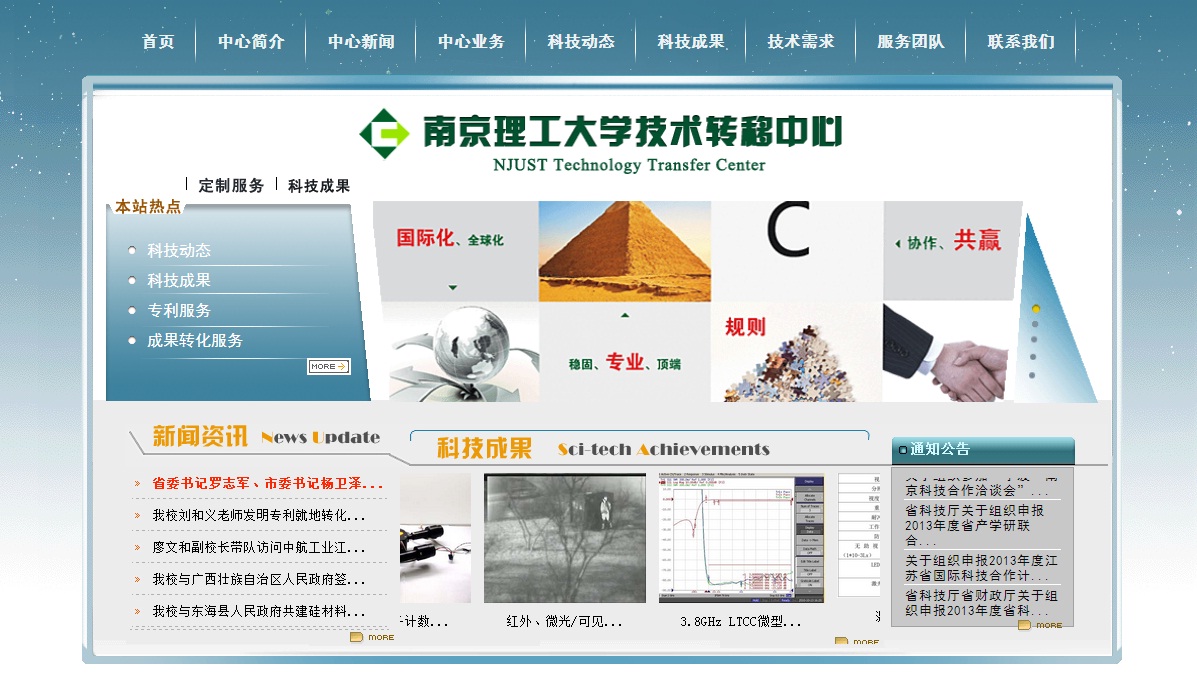 首页 中心简介 中心新闻 中心业务 科技动态 科技成果 技术需求 服务团队 联系我们
南京理工大学技术转移中心
NJUST Technology Transfer Center
定制服务 科技成果
本站热点
科技动态
科技成果
专利服务
成果转化服务
MORE
国际化、全球化
C
协作、共赢
稳固、专业、顶端
规则
新闻资讯 News Update
省委书记罗志军、市委书记杨卫泽...
我校刘和义老师发明专利就地转化...
廖文和副校长带队访问中航工业江...
我校与广西壮族自治区人民政府签...
我校与东海县人民政府共建硅材料...
MORE
科技成果 Sci-tech Achievements
计数...
红外、微光/可见...
3.8GHz LTCC微型...
MORE
通知公告
京科技合作洽谈会”...
省科技厅关于组织申报
2013年度省产学研联
合...
关于组织申报2013年度江
苏省国际科技合作计...
省科技厅省财政厅关于组
织申报2013年度省科...
MORE